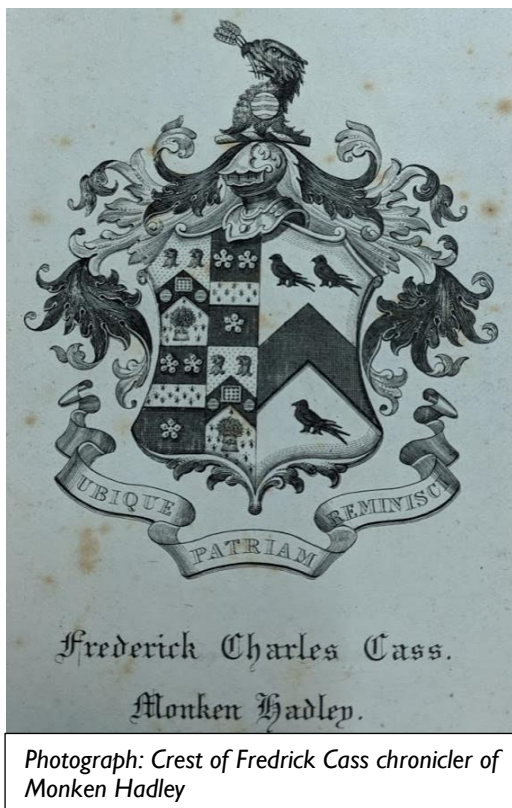 UBIQUE
PATRIAM
REMINISCI
Frederick Charles Cass.
Monken Hadley.
Photograph: Crest of Fredrick Cass chronicler of
Monken Hadley